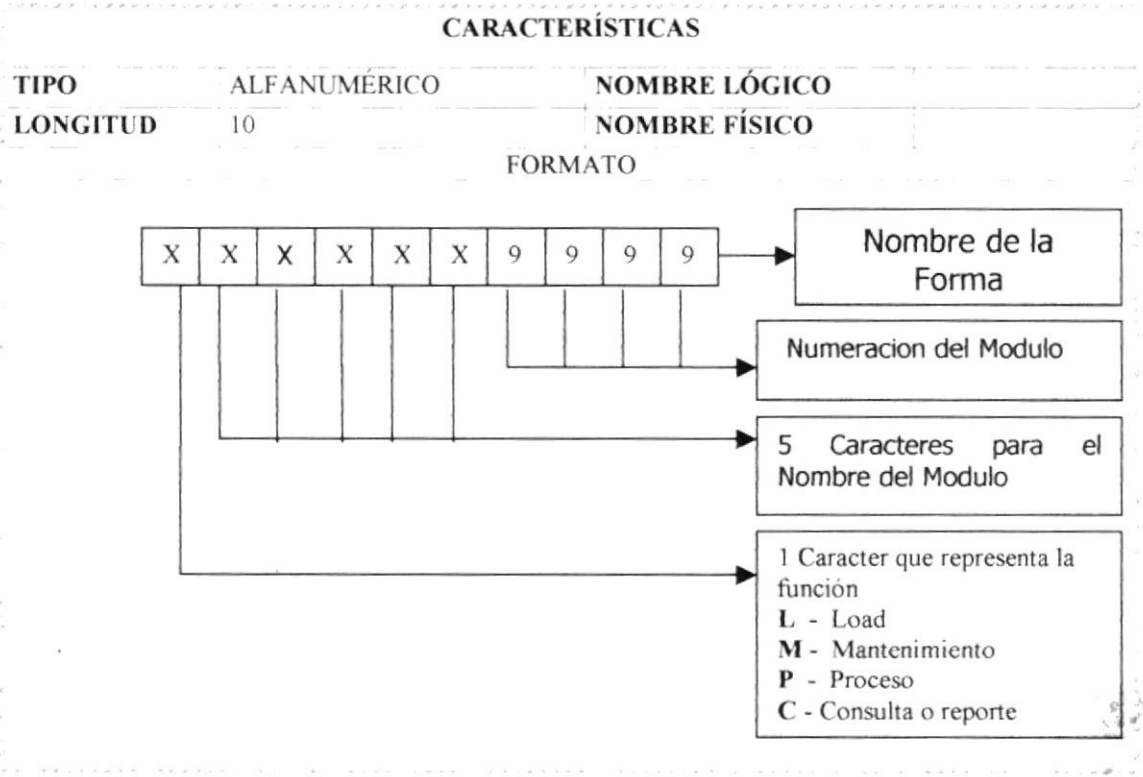 CARACTERÍSTICAS
TIPO ALFANUMÉRICO NOMBRE LÓGICO
LONGITUD 10 NOMBRE FÍSICO
FORMATO
X X X X X X 9 9 9 9
Nombre de la
Forma
Numeracion del Modulo
5 Caracteres para el
Nombre del Modulo
1 Caracter que representa la
función
L - Load
M - Mantenimiento
P - Proceso
C - Consulta o reporte